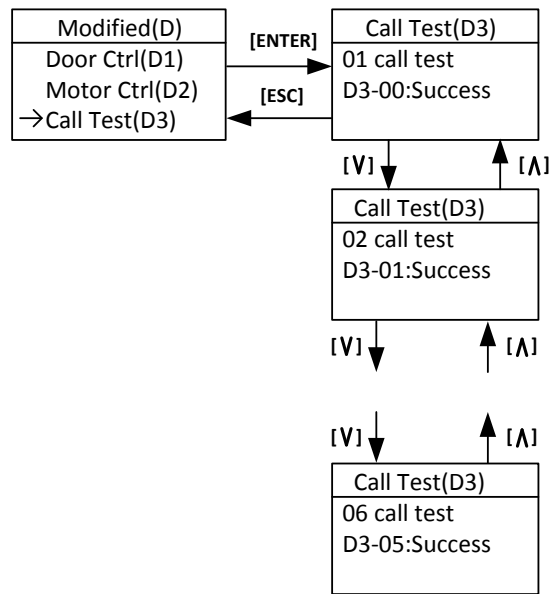 Modified(D)
Door Ctrl(D1)
Motor Ctrl(D2)
→Call Test(D3)
[ENTER]
[ESC]
Call Test(D3)
01 call test
D3-00:Success
[∨]
[∧]
Call Test(D3)
02 call test
D3-01:Success
[∨]
[∧]
[∨]
[∧]
Call Test(D3)
06 call test
D3-05:Success